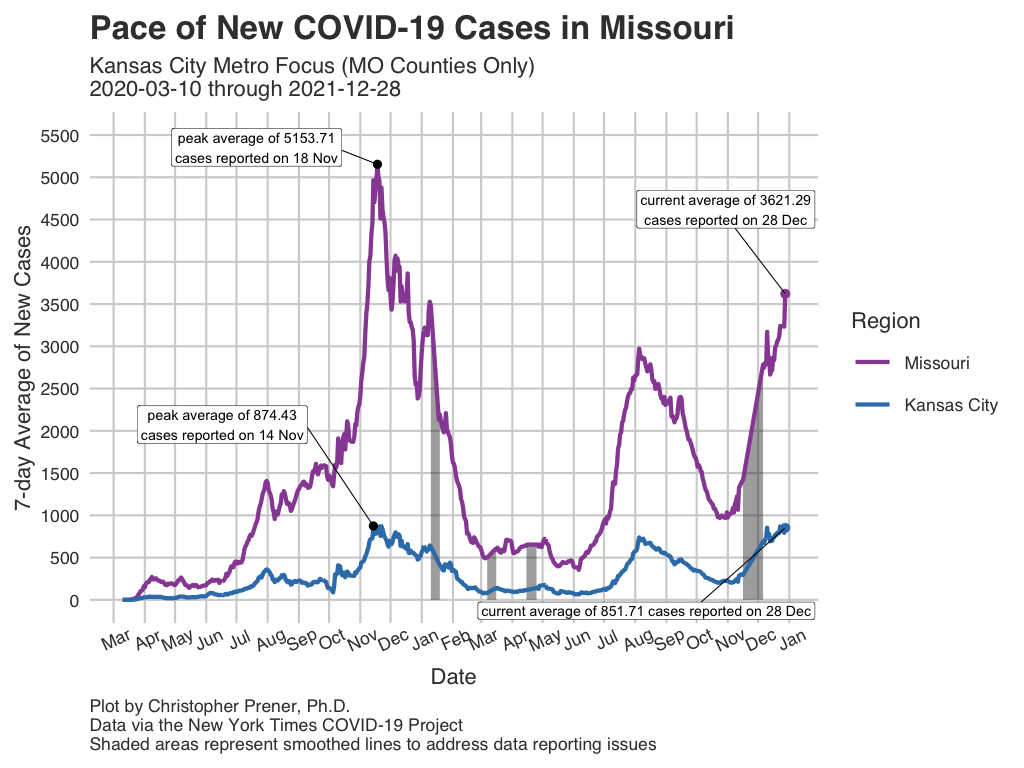 Pace of New COVID-19 Cases in Missouri
Kansas City Metro Focus (MO Counties Only)
2020-03-10 through 2021-12-28
7-day Average of New Cases
5500
5000
4500
4000
3500
3000
2500
2000
1500
1000
500
0
peak average of 5153.71
cases reported on 18 Nov
current average of 3621.29
cases reported on 28 Dec
peak average of 874.43
cases reported on 14 Nov
current average of 851.71 cases reported on 28 Dec
Mar Apr May Jun Jul Aug Sep Oct Nov Dec Jan Feb Mar Apr May Jun Jul Aug Sep Oct Nov Dec Jan
Date
Region
Missouri
Kansas City
Plot by Christopher Prener, Ph.D.
Data via the New York Times COVID-19 Project
Shaded areas represent smoothed lines to address data reporting issues